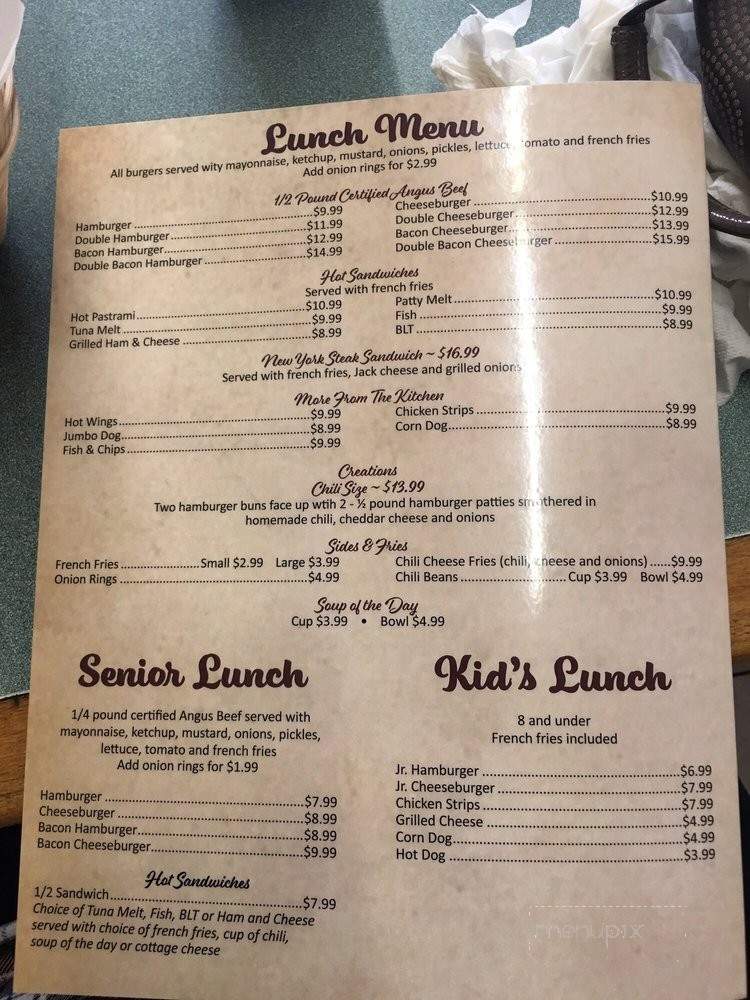 Lunch Menu
All burgers served wity mayonnaise, ketchup, mustard, onions, pickles, lettuce, tomato and french fries
Add onion rings for $2.99
1/2 Pound Certified Angus Beef
Hamburger $9.99
Double Hamburger $11.99
Bacon Hamburger $12.99
Double Bacon Hamburger $14.99
Cheeseburger $10.99
Double Cheeseburger $12.99
Bacon Cheeseburger $13.99
Double Bacon Cheeseburger $15.99
Hot Sandwiches
Served with french fries
Hot Pastrami $10.99
Tuna Melt $9.99
Grilled Ham & Cheese $8.99
Patty Melt $10.99
Fish $9.99
BLT $8.99
New York Steak Sandwich ~ $16.99
Served with french fries, Jack cheese and grilled onions
More From The Kitchen
Hot Wings $9.99
Jumbo Dog $8.99
Fish & Chips $9.99
Chicken Strips $9.99
Corn Dog $8.99
Creations
Chili Size ~ $13.99
Two hamburger buns face up wtih 2 - ½ pound hamburger patties smothered in
homemade chili, cheddar cheese and onions
Sides & Fries
French Fries Small $2.99 Large $3.99
Onion Rings $4.99
Chili Cheese Fries (chili, cheese and onions) $9.99
Chili Beans Cup $3.99 Bowl $4.99
Soup of the Day
Cup $3.99 • Bowl $4.99
Senior Lunch
1/4 pound certified Angus Beef served with
mayonnaise, ketchup, mustard, onions, pickles,
lettuce, tomato and french fries
Add onion rings for $1.99
Hamburger $7.99
Cheeseburger $8.99
Bacon Hamburger $8.99
Bacon Cheeseburger $9.99
Hot Sandwiches
1/2 Sandwich $7.99
Choice of Tuna Melt, Fish, BLT or Ham and Cheese
served with choice of french fries, cup of chili,
soup of the day or cottage cheese
Kid's Lunch
8 and under
French fries included
Jr. Hamburger $6.99
Jr. Cheeseburger $7.99
Chicken Strips $7.99
Grilled Cheese $4.99
Corn Dog $4.99
Hot Dog $3.99
menupix